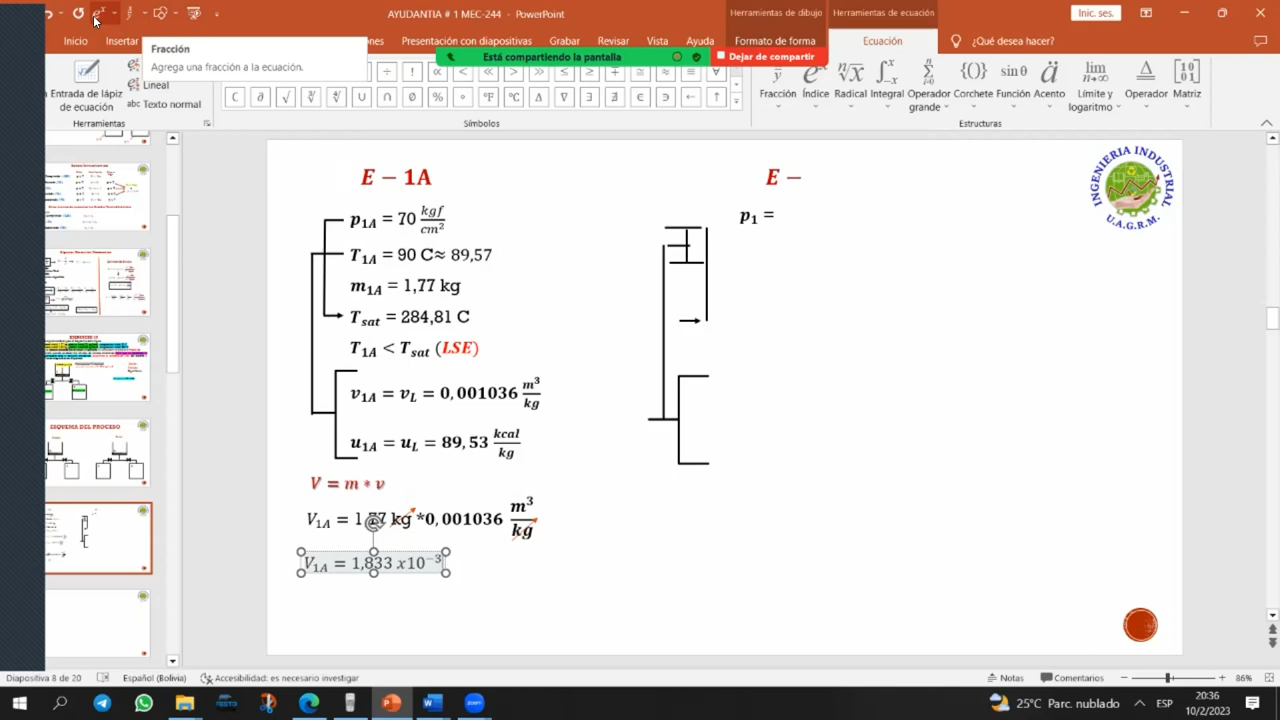 AYUDANTIA # 1 MEC-244 - PowerPoint
Herramientas de dibujo
Herramientas de ecuación
Inic. ses.
Inicio
Insertar
Presentación con diapositivas
Grabar
Revisar
Vista
Ayuda
Formato de forma
Ecuación
¿Qué desea hacer?
Fracción
Agrega una fracción a la ecuación.
Está compartiendo la pantalla
Dejar de compartir
Entrada de lápiz de ecuación
Lineal
abc Texto normal
Fracción Índice Radical Integral Operador grande Corchete Función Acento Límite y logaritmo Operador Matriz
Herramientas
Símbolos
Estructuras
E − 1A
p1A = 70 kgf/cm²
T1A = 90 C≈ 89,57
m1A = 1,77 kg
Tsat = 284,81 C
T1A < Tsat (LSE)
v1A = vL = 0,001036 m³/kg
u1A = uL = 89,53 kcal/kg
V = m ∗ v
V1A = 1,77 kg *0,001036 m³/kg
V1A = 1,833 x10⁻³
E −
p1 =
INGENIERIA INDUSTRIAL
U.A.G.R.M.
ESQUEMA DEL PROCESO
Diapositiva 8 de 20
Español (Bolivia)
Accesibilidad: es necesario investigar
Notas
Comentarios
86%
25°C Parc. nublado
ESP
20:36
10/2/2023